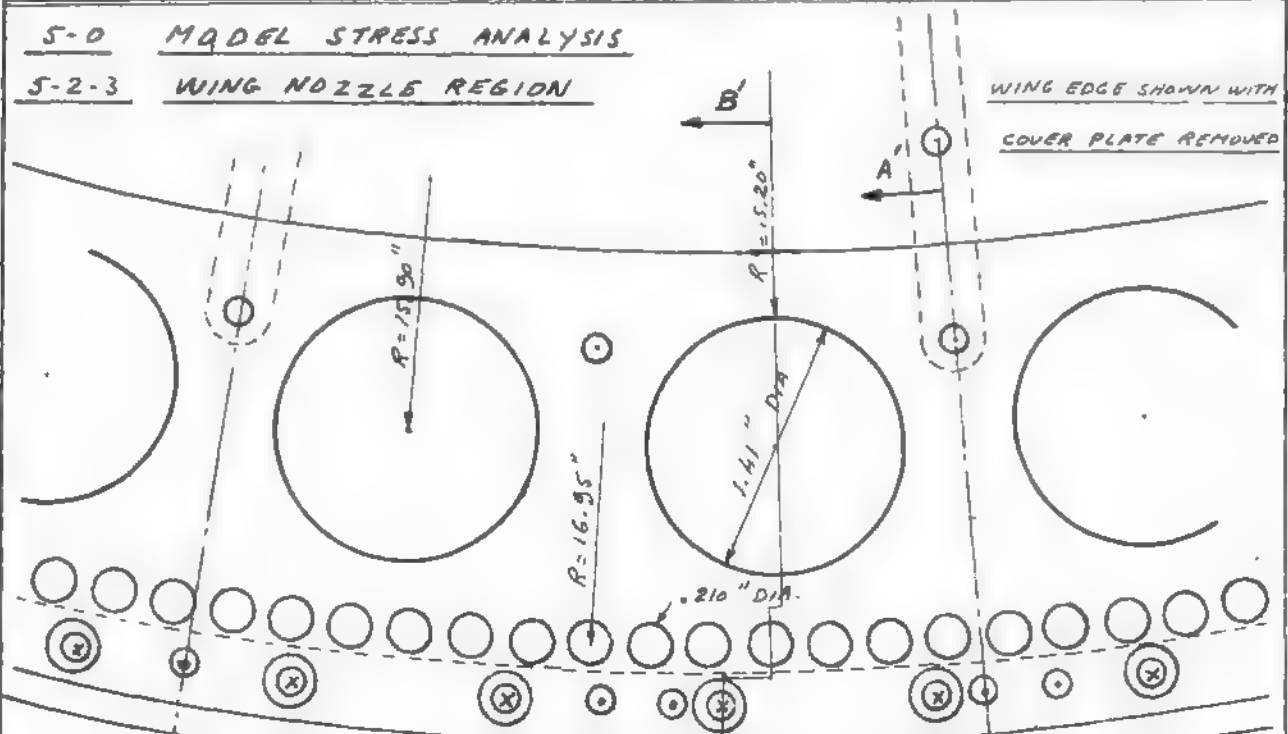 5-0 MODEL STRESS ANALYSIS
5-2-3 WING NOZZLE REGION
WING EDGE SHOWN WITH
COVER PLATE REMOVED
B'
A'
R=15.20"
R=15.90"
1.41" DIA
R=16.95"
.210" DIA.